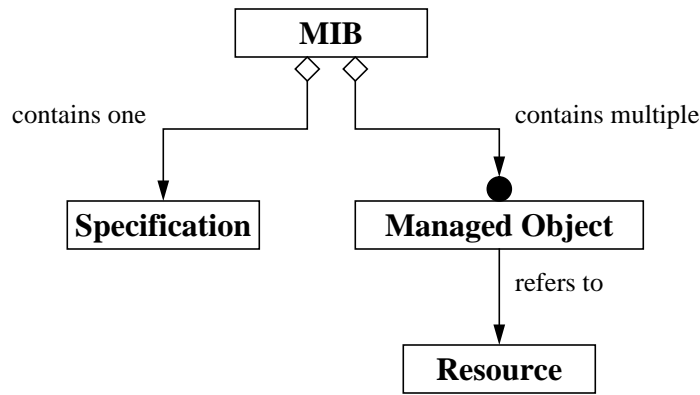 MIB
contains one
contains multiple
Specification
Managed Object
refers to
Resource